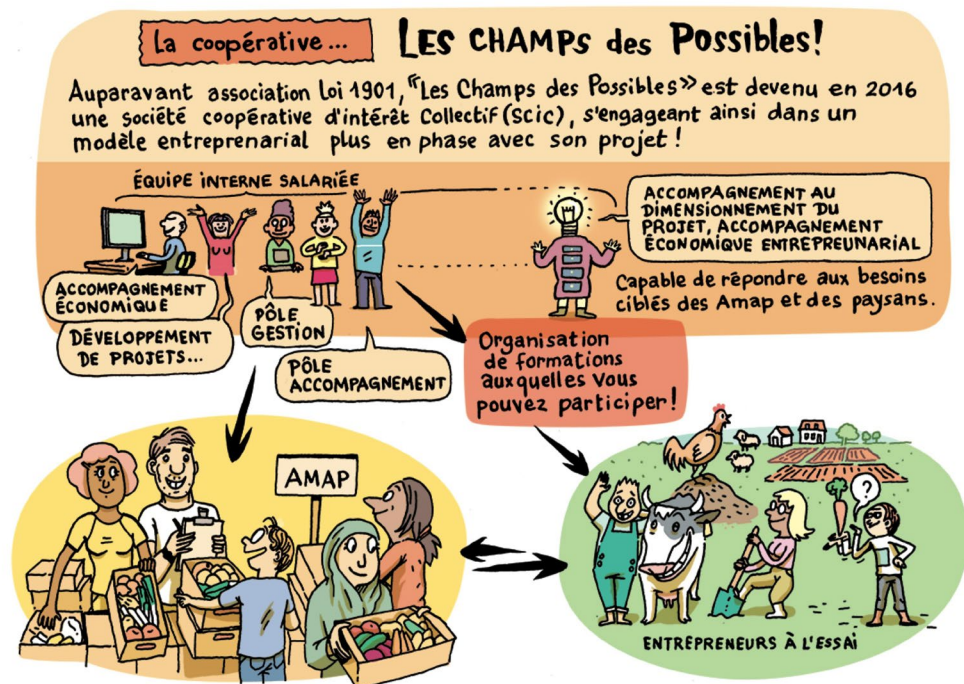 La coopérative...
LES CHAMPS des Possibles!
Auparavant association Loi 1901, "Les Champs des Possibles" est devenu en 2016
une société coopérative d'intérêt Collectif (Scic), s'engageant ainsi dans un
modèle entreprenarial plus en phase avec son projet !
ÉQUIPE INTERNE SALARIÉE
ACCOMPAGNEMENT
ÉCONOMIQUE
DÉVELOPPEMENT
DE PROJETS...
PÔLE
GESTION
PÔLE
ACCOMPAGNEMENT
ACCOMPAGNEMENT AU
DIMENSIONNEMENT DU
PROJET, ACCOMPAGNEMENT
ÉCONOMIQUE ENTREPREUNARIAL
Capable de répondre aux besoins
ciblés des Amap et des paysans.
Organisation
de formations
auxquelles vous
pouvez participer!
AMAP
?
ENTREPRENEURS À L'ESSAI